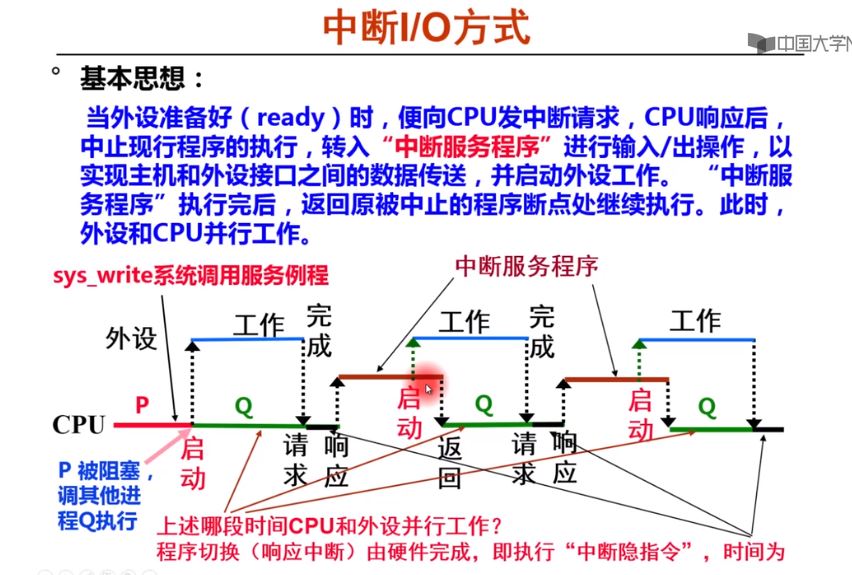 中断I/O方式
中国大学M
° 基本思想：
当外设准备好（ready）时，便向CPU发中断请求，CPU响应后，
中止现行程序的执行，转入“中断服务程序”进行输入/出操作，以
实现主机和外设接口之间的数据传送，并启动外设工作。 “中断服
务程序”执行完后，返回原被中止的程序断点处继续执行。此时，
外设和CPU并行工作。
sys_write系统调用服务例程
中断服务程序
外设
工作
完成
工作
完成
工作
CPU
P
Q
Q
Q
启动
请求
响应
启动
返回
请求
响应
启动
P 被阻塞，
调其他进
程Q执行
上述哪段时间CPU和外设并行工作？
程序切换（响应中断）由硬件完成，即执行“中断隐指令”，时间为